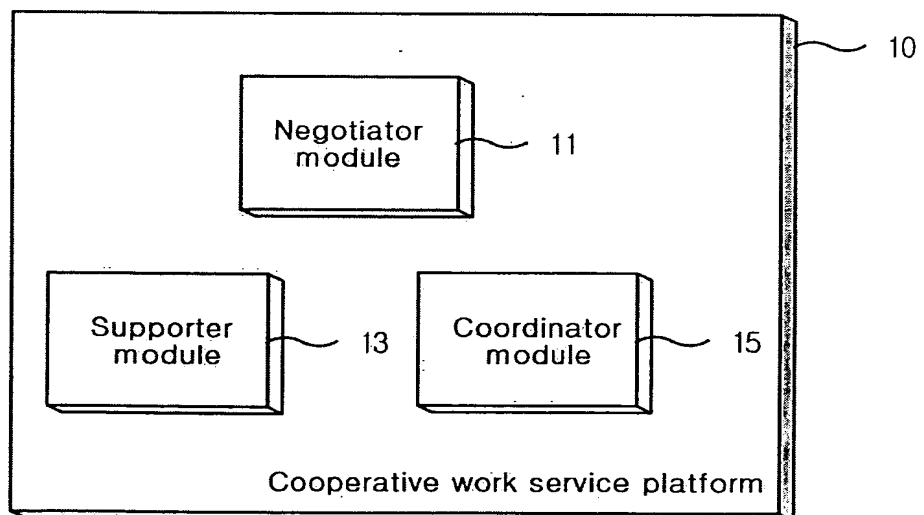 10
Negotiator
module
11
Supporter
module
13
Coordinator
module
15
Cooperative work service platform